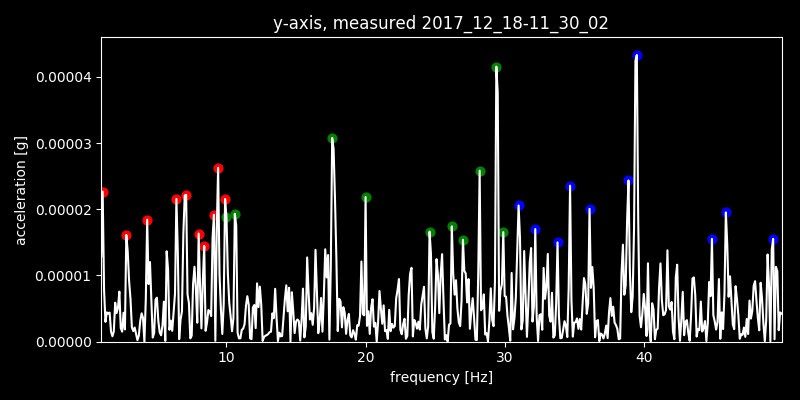 y-axis, measured 2017_12_18-11_30_02
0.00004
0.00003
0.00002
0.00001
0.00000
acceleration [g]
10 20 30 40
frequency [Hz]